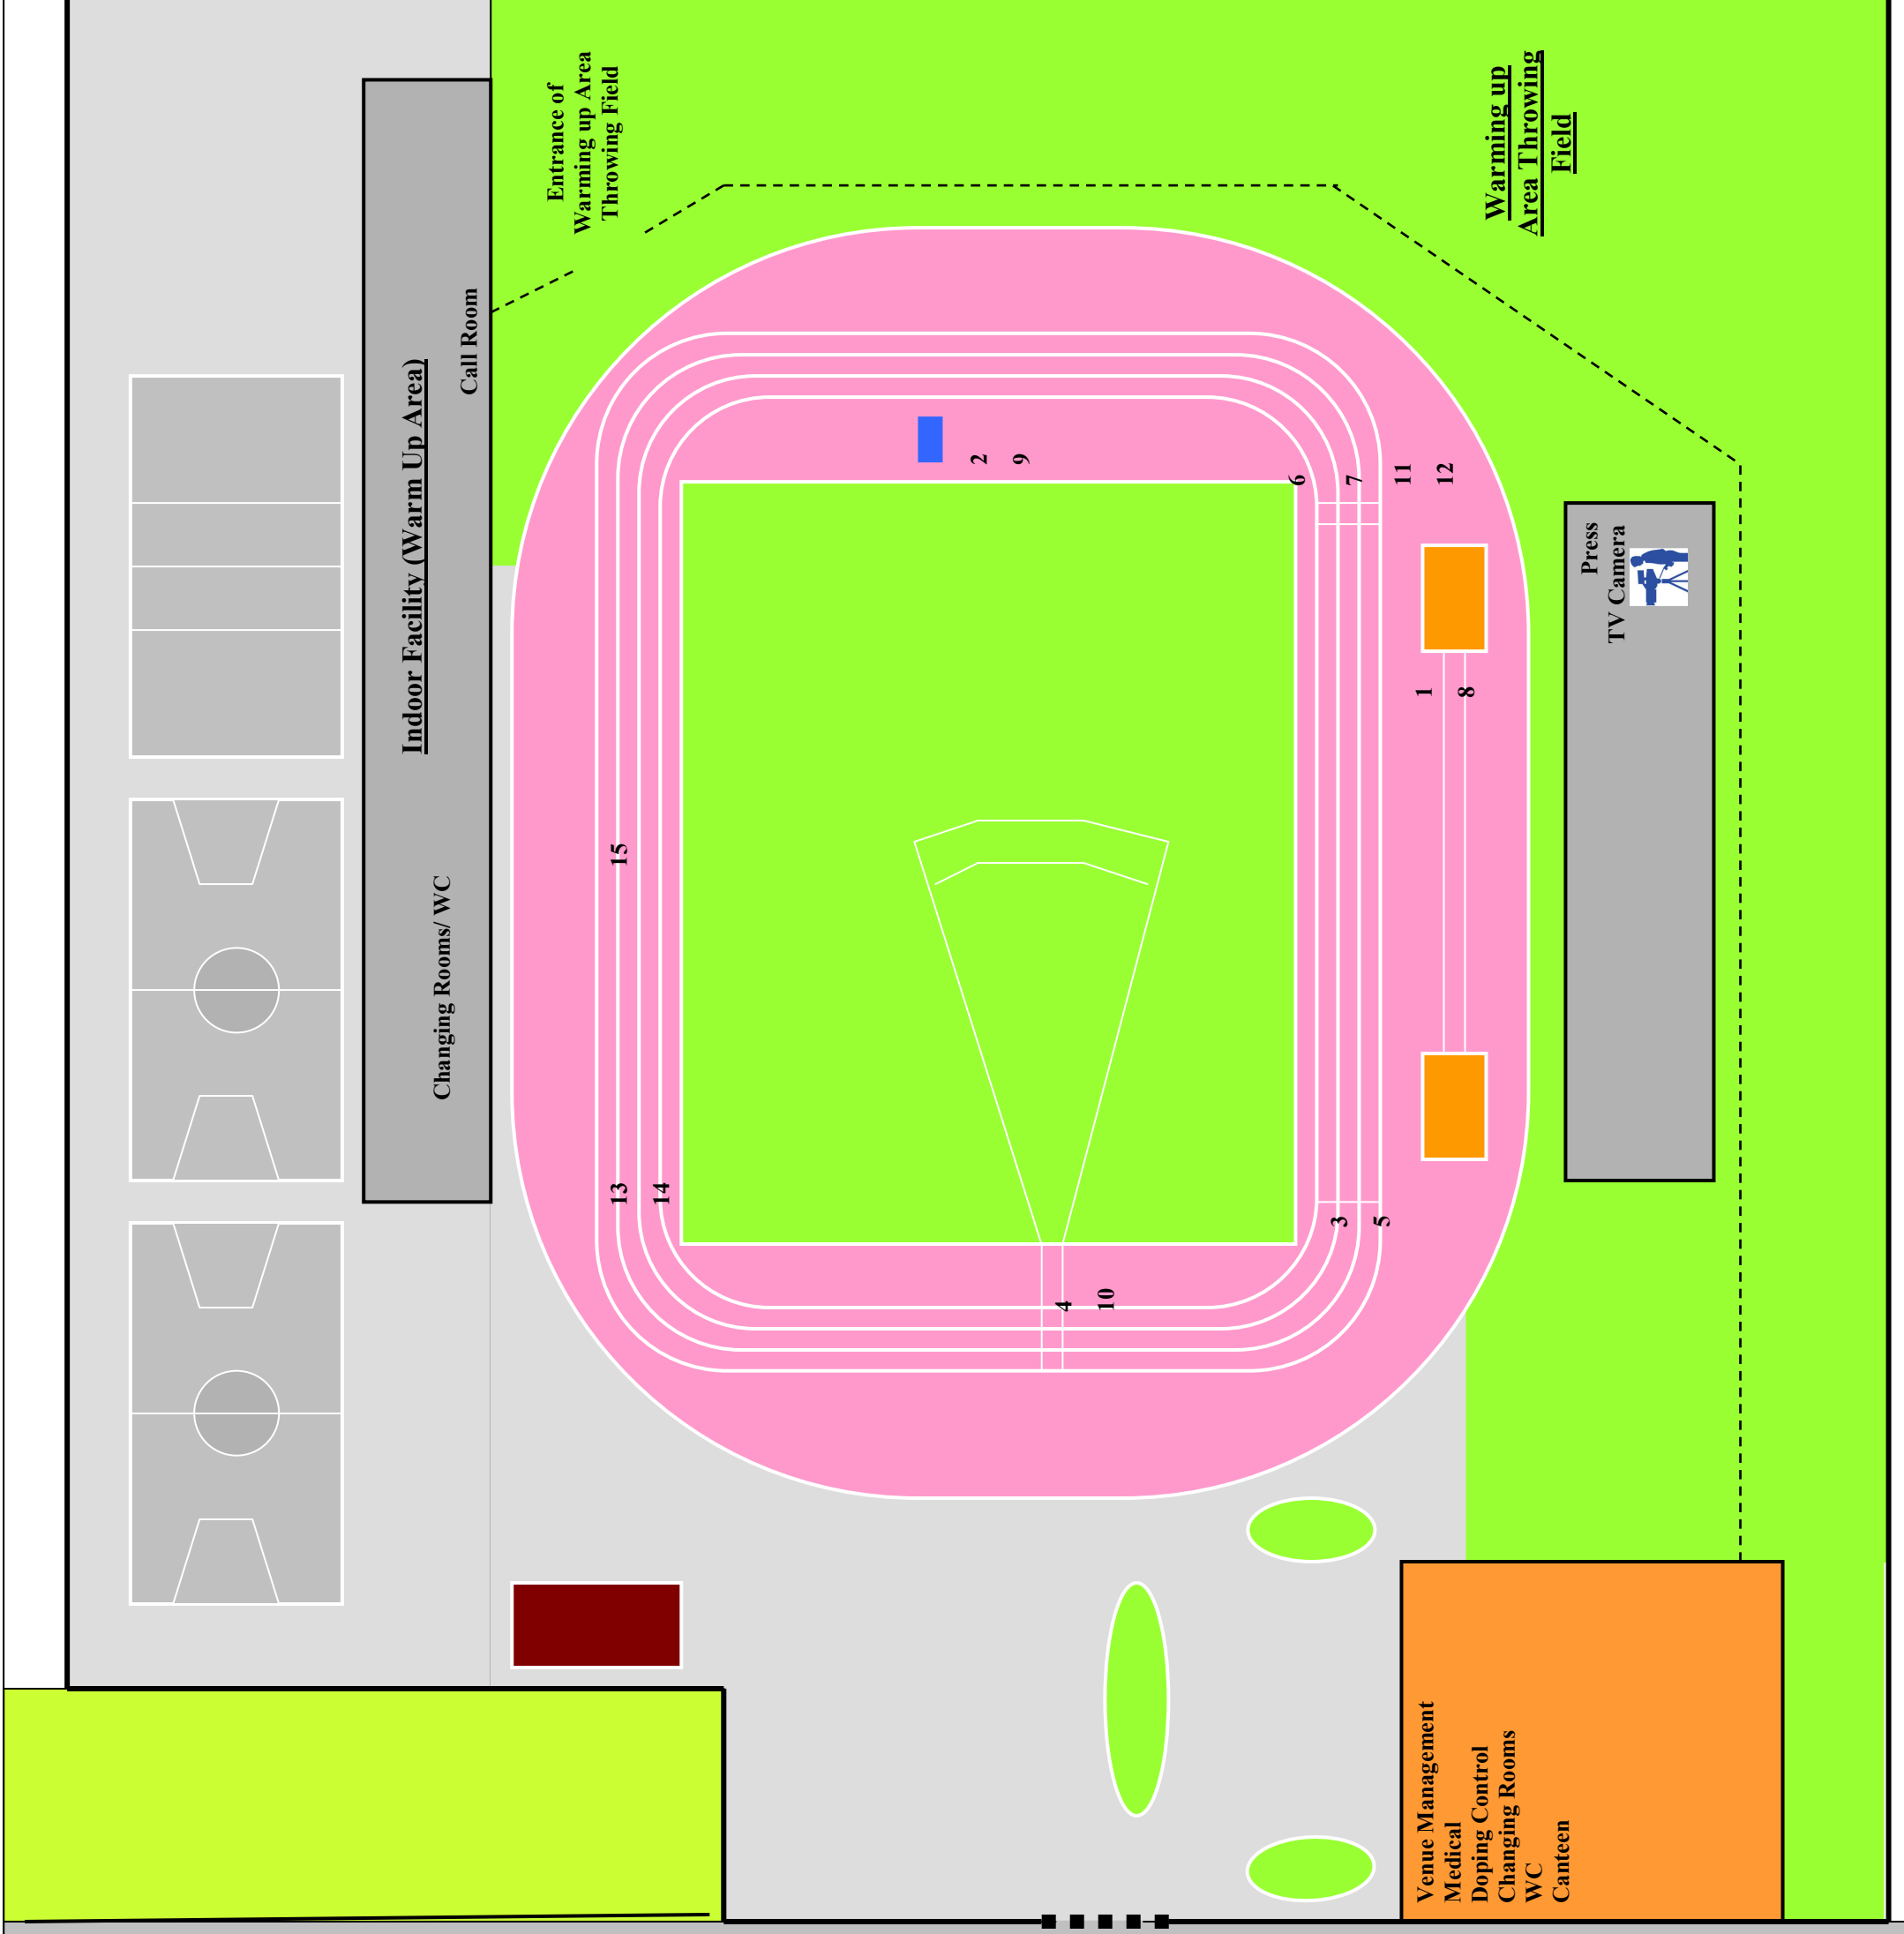 Entrance of
Warming up Area
Throwing Field
Warming up
Area Throwing
Field
Call Room
Indoor Facility (Warm Up Area)
Changing Rooms/ WC
2
9
6
7
11
12
Press
TV Camera
1
8
15
13
14
3
5
4
10
Venue Management
Medical
Doping Control
Changing Rooms
WC
Canteen